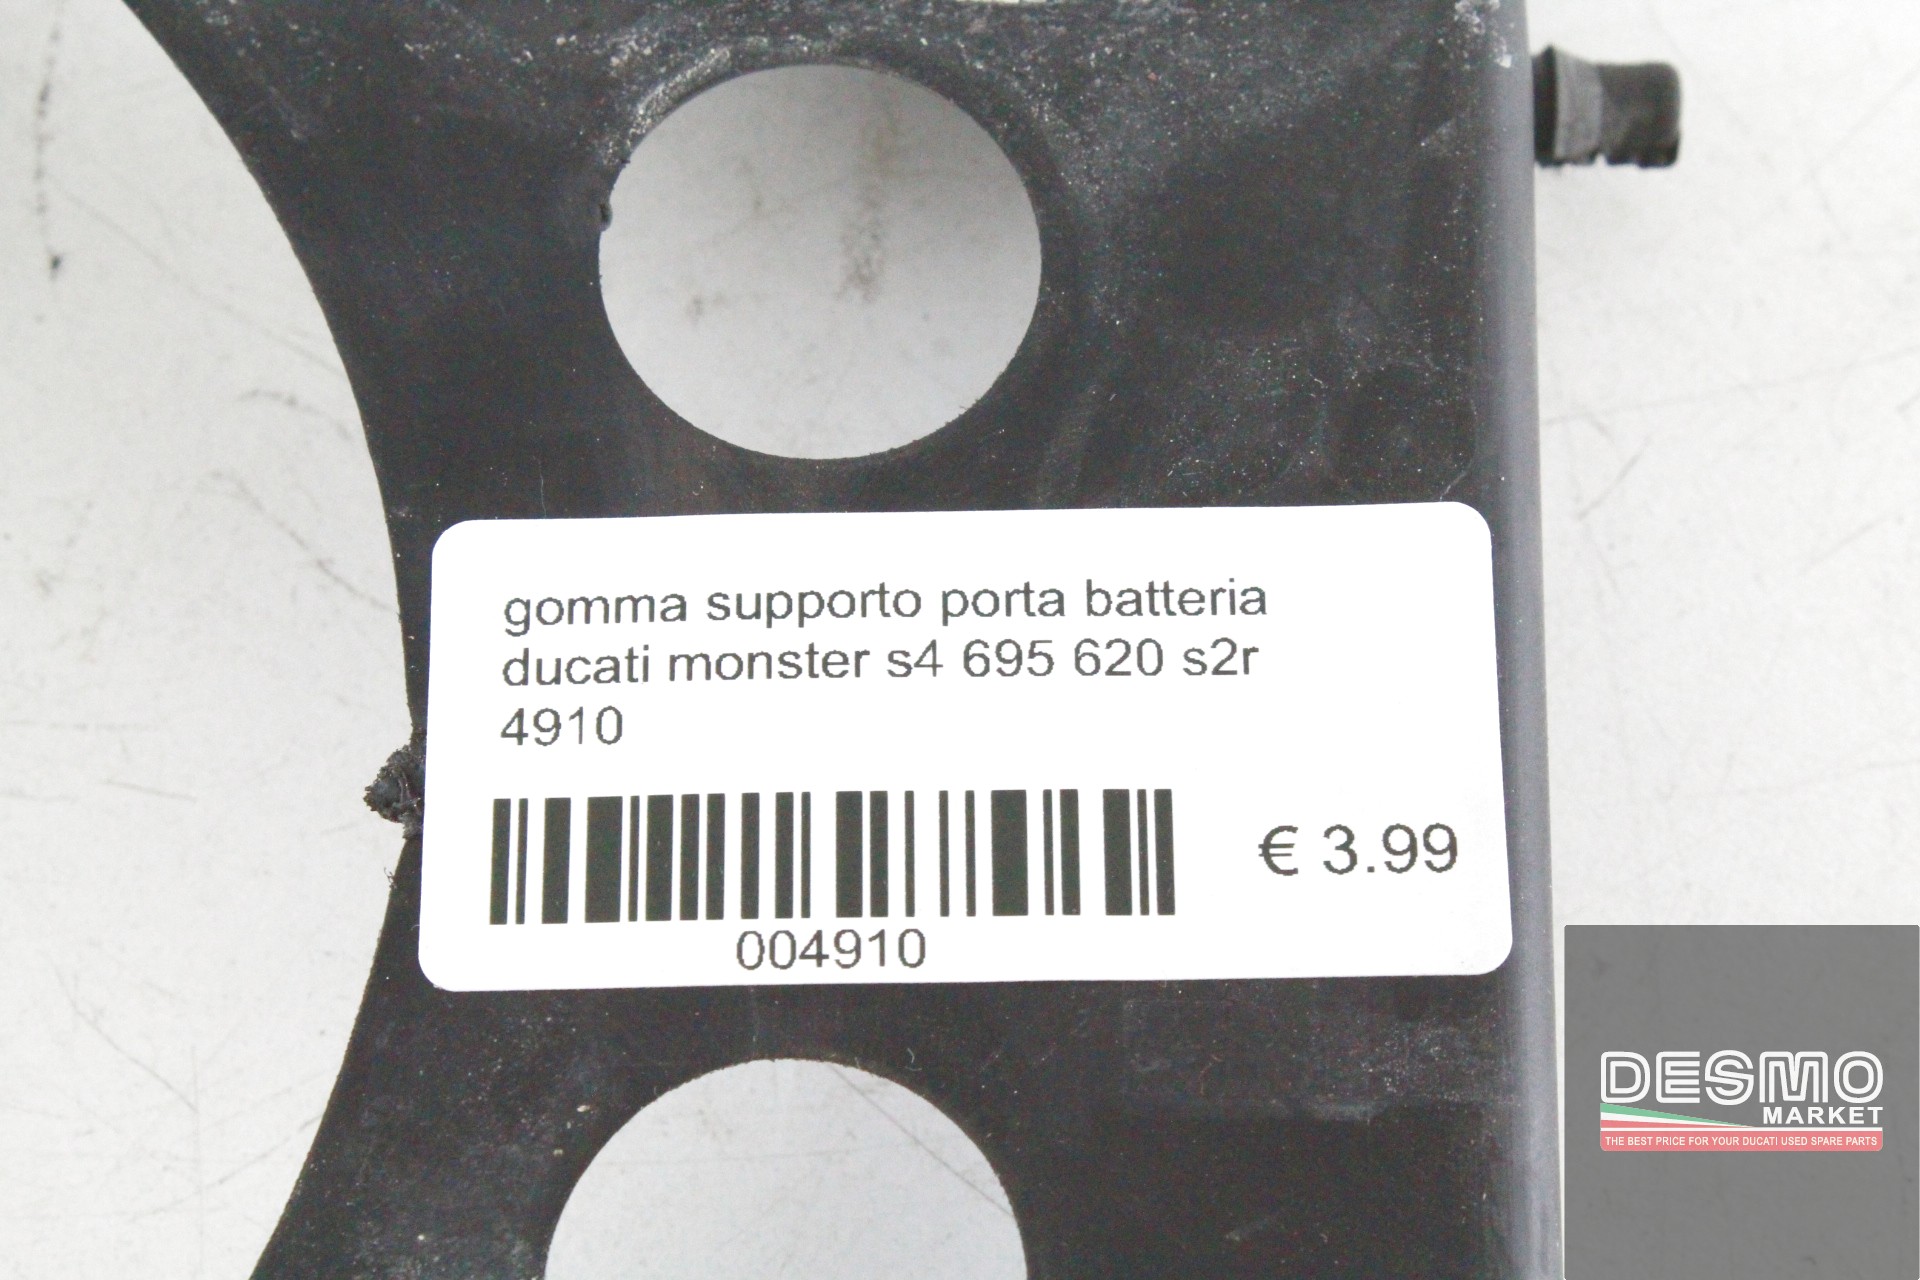 gomma supporto porta batteria
ducati monster s4 695 620 s2r
4910
€ 3.99
004910
DESMO
MARKET
THE BEST PRICE FOR YOUR DUCATI USED SPARE PARTS